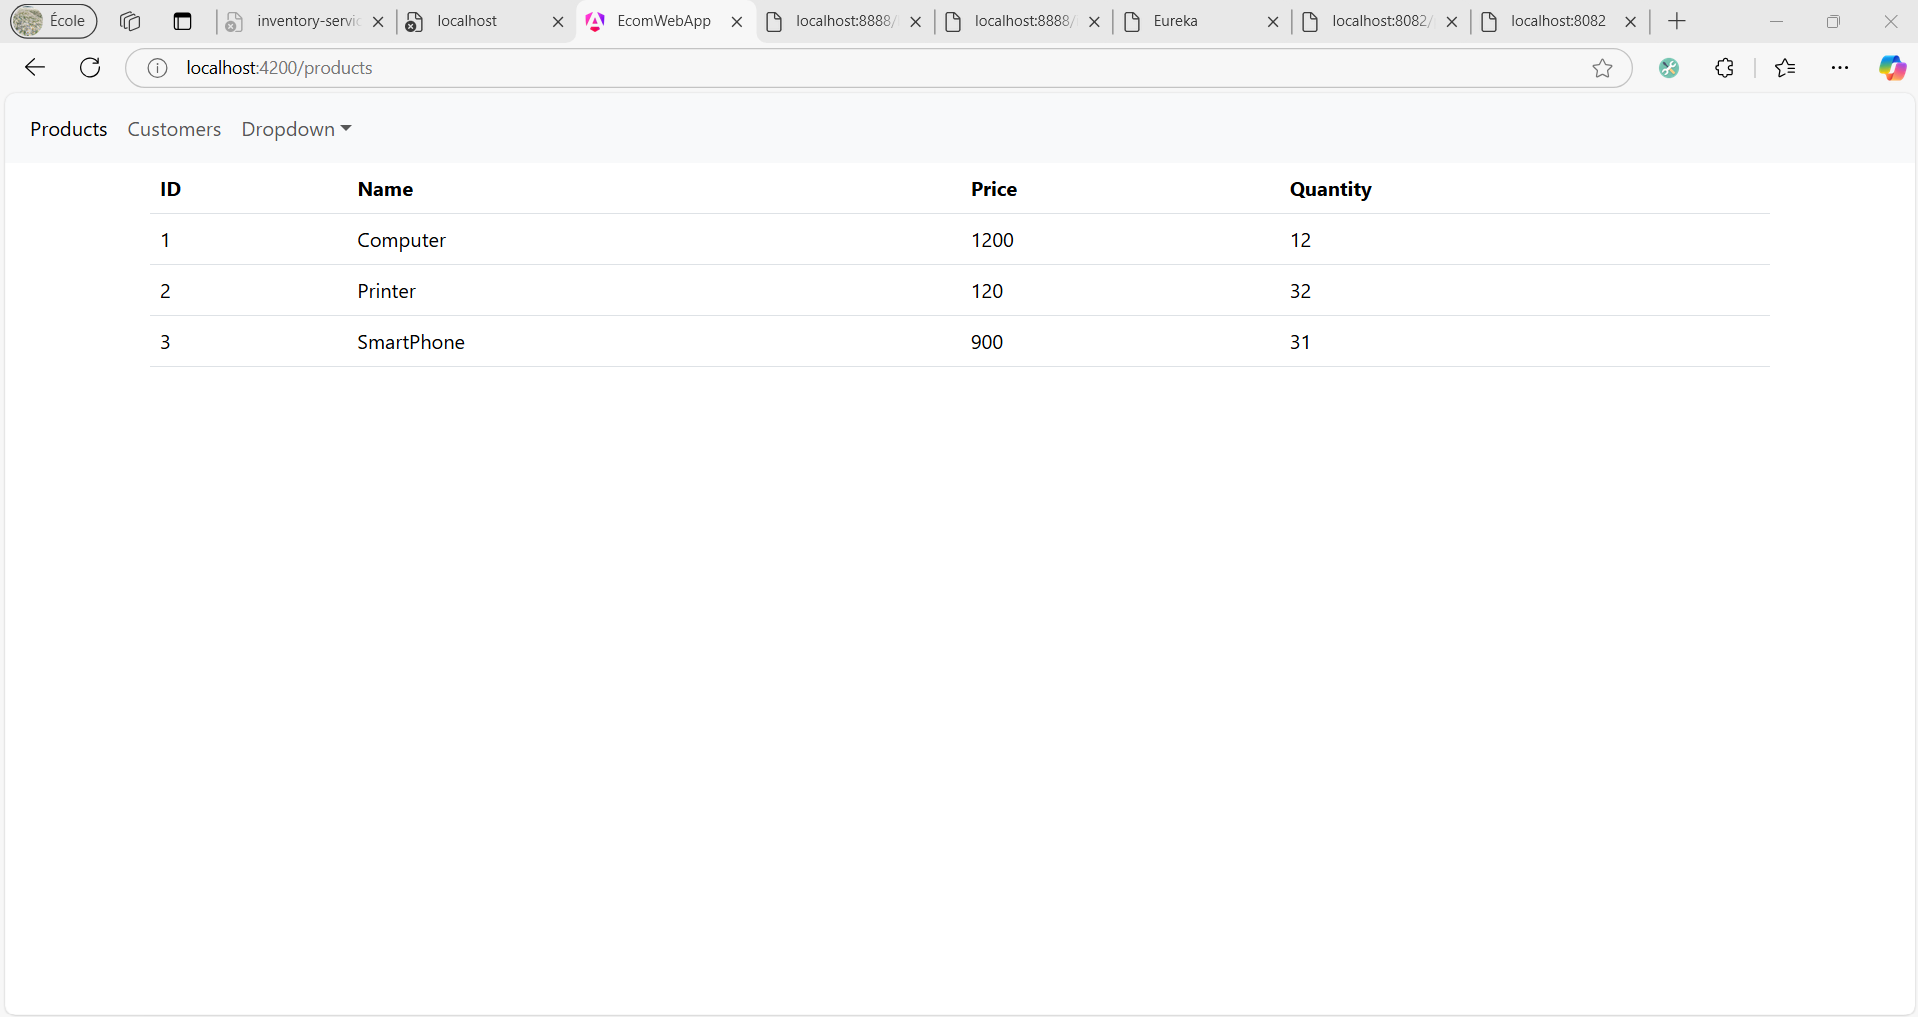 École inventory-servic localhost EcomWebApp localhost:8888/ localhost:8888/ Eureka localhost:8082/ localhost:8082
localhost:4200/products
Products Customers Dropdown
ID Name Price Quantity
1 Computer 1200 12
2 Printer 120 32
3 SmartPhone 900 31